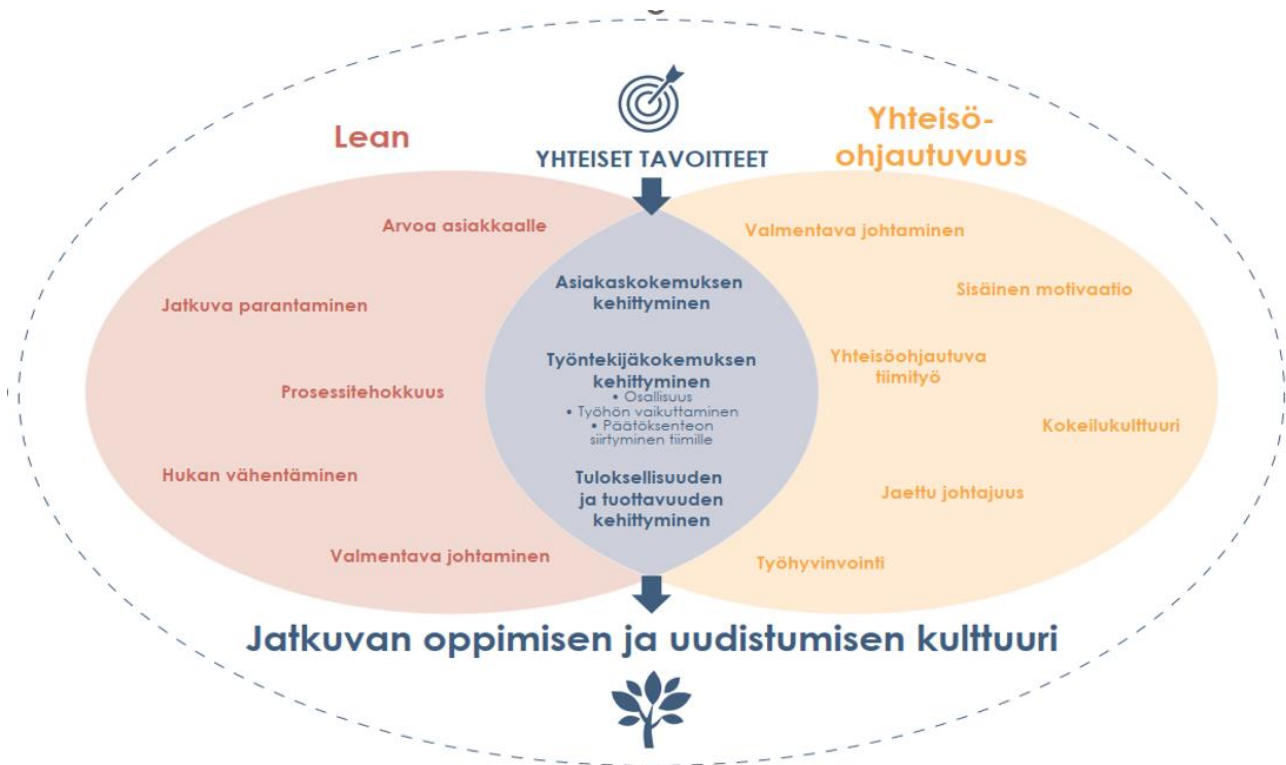 Lean
Yhteisö-
ohjautuvuus
YHTEISET TAVOITTEET
Arvoa asiakkaalle
Jatkuva parantaminen
Prosessitehokkuus
Hukan vähentäminen
Valmentava johtaminen
Asiakaskokemuksen
kehittyminen
Työntekijäkokemuksen
kehittyminen
• Osallisuus
• Työhön vaikuttaminen
• Päätöksenteon
siirtyminen tiimille
Tuloksellisuuden
ja tuottavuuden
kehittyminen
Valmentava johtaminen
Sisäinen motivaatio
Yhteisöohjautuva
tiimityö
Kokeilukulttuuri
Jaettu johtajuus
Työhyvinvointi
Jatkuvan oppimisen ja uudistumisen kulttuuri